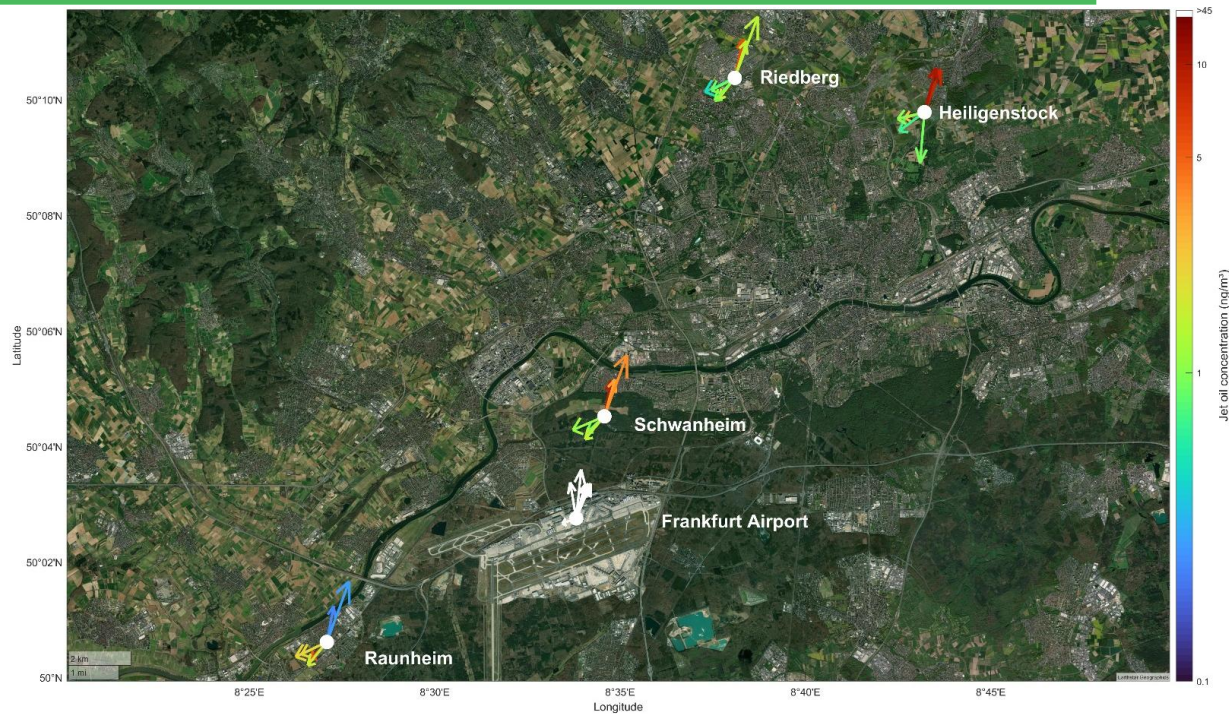 >45
10
5
1
0.1
Jet oil concentration (ng/m³)
50°10'N
50°08'N
50°06'N
50°04'N
50°02'N
50°N
Latitude
Riedberg
Heiligenstock
Schwanheim
Frankfurt Airport
Raunheim
2 km
1 mi
8°25'E
8°30'E
8°35'E
8°40'E
8°45'E
Longitude